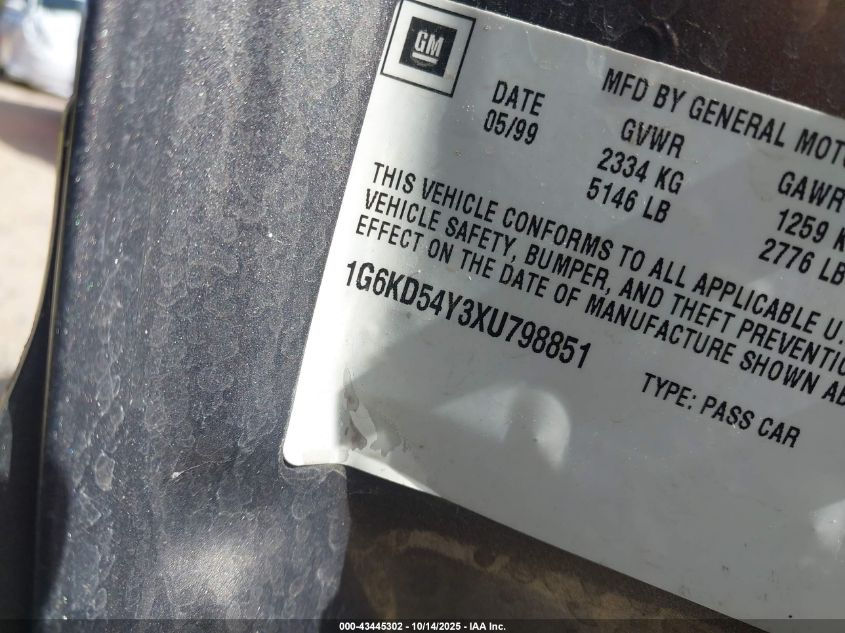 GM
MFD BY GENERAL MOTO
DATE
05/99
GVWR
2334 KG
5146 LB
GAWR
1259 K
2776 LB
THIS VEHICLE CONFORMS TO ALL APPLICABLE U.
VEHICLE SAFETY, BUMPER, AND THEFT PREVENTIO
EFFECT ON THE DATE OF MANUFACTURE SHOWN AB
1G6KD54Y3XU798851
TYPE: PASS CAR
000-43445302 - 10/14/2025 - IAA Inc.